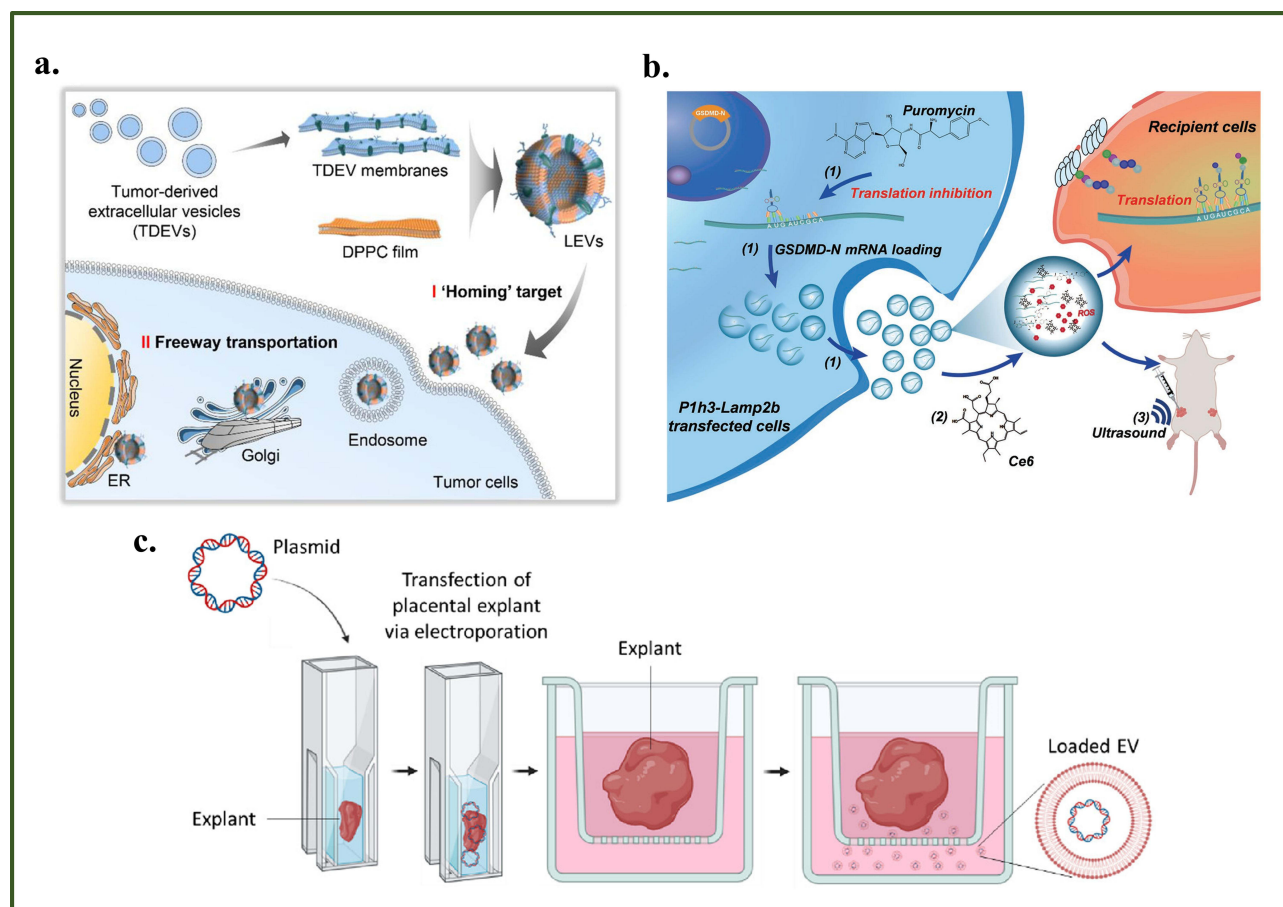 a.
Tumor-derived
extracellular vesicles
(TDEVs)
TDEV membranes
DPPC film
LEVs
I 'Homing' target
II Freeway transportation
Nucleus
ER
Golgi
Endosome
Tumor cells
b.
GSDMD-N
Puromycin
(1)
Translation inhibition
AUGAUCGCA
(1)
GSDMD-N mRNA loading
(1)
P1h3-Lamp2b
transfected cells
(2)
Ce6
ROS
Recipient cells
Translation
AUGAUCGCA
(3)
Ultrasound
c.
Plasmid
Transfection of
placental explant
via electroporation
Explant
Explant
Loaded EV